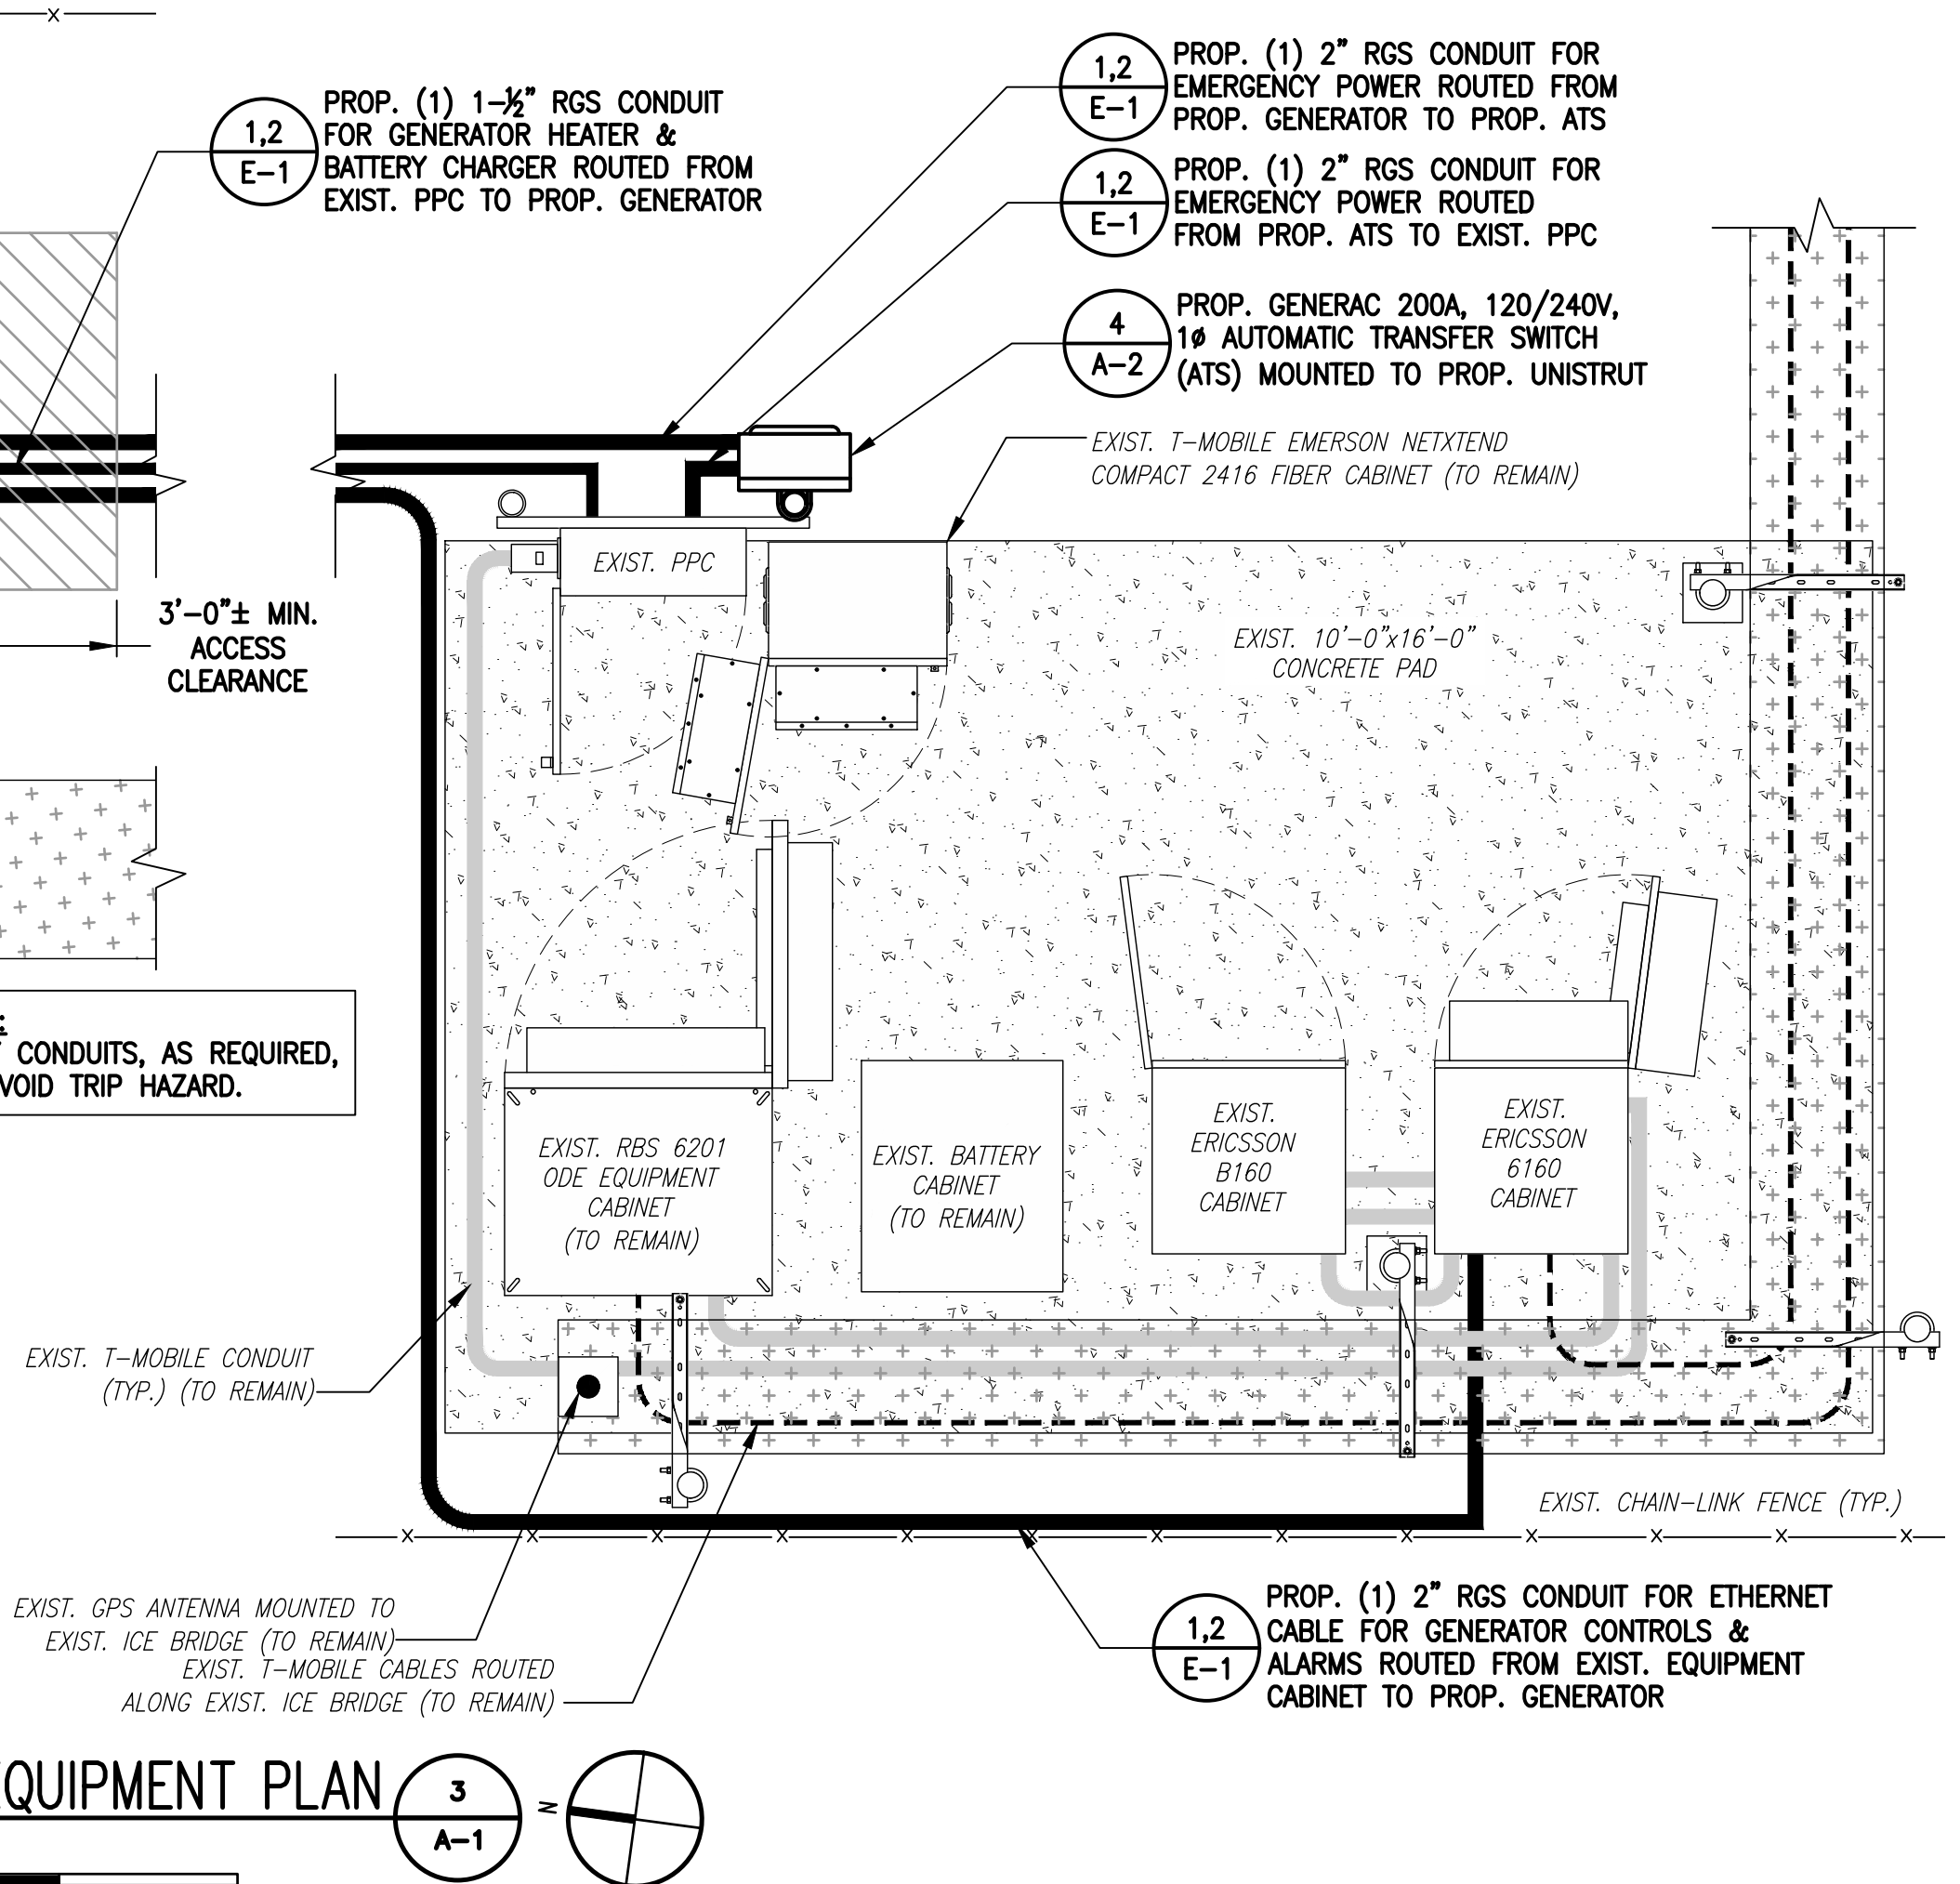 1,2
E-1
PROP. (1) 1-½" RGS CONDUIT
FOR GENERATOR HEATER &
BATTERY CHARGER ROUTED FROM
EXIST. PPC TO PROP. GENERATOR
1,2
E-1
PROP. (1) 2" RGS CONDUIT FOR
EMERGENCY POWER ROUTED FROM
PROP. GENERATOR TO PROP. ATS
1,2
E-1
PROP. (1) 2" RGS CONDUIT FOR
EMERGENCY POWER ROUTED
FROM PROP. ATS TO EXIST. PPC
4
A-2
PROP. GENERAC 200A, 120/240V,
1ø AUTOMATIC TRANSFER SWITCH
(ATS) MOUNTED TO PROP. UNISTRUT
EXIST. T-MOBILE EMERSON NETXTEND
COMPACT 2416 FIBER CABINET (TO REMAIN)
EXIST. PPC
3'-0"± MIN.
ACCESS
CLEARANCE
EXIST. 10'-0"x16'-0"
CONCRETE PAD
CONDUITS, AS REQUIRED,
VOID TRIP HAZARD.
EXIST. RBS 6201
ODE EQUIPMENT
CABINET
(TO REMAIN)
EXIST. BATTERY
CABINET
(TO REMAIN)
EXIST.
ERICSSON
B160
CABINET
EXIST.
ERICSSON
6160
CABINET
EXIST. T-MOBILE CONDUIT
(TYP.) (TO REMAIN)
EXIST. CHAIN-LINK FENCE (TYP.)
EXIST. GPS ANTENNA MOUNTED TO
EXIST. ICE BRIDGE (TO REMAIN)
EXIST. T-MOBILE CABLES ROUTED
ALONG EXIST. ICE BRIDGE (TO REMAIN)
1,2
E-1
PROP. (1) 2" RGS CONDUIT FOR ETHERNET
CABLE FOR GENERATOR CONTROLS &
ALARMS ROUTED FROM EXIST. EQUIPMENT
CABINET TO PROP. GENERATOR
EQUIPMENT PLAN
3
A-1
N